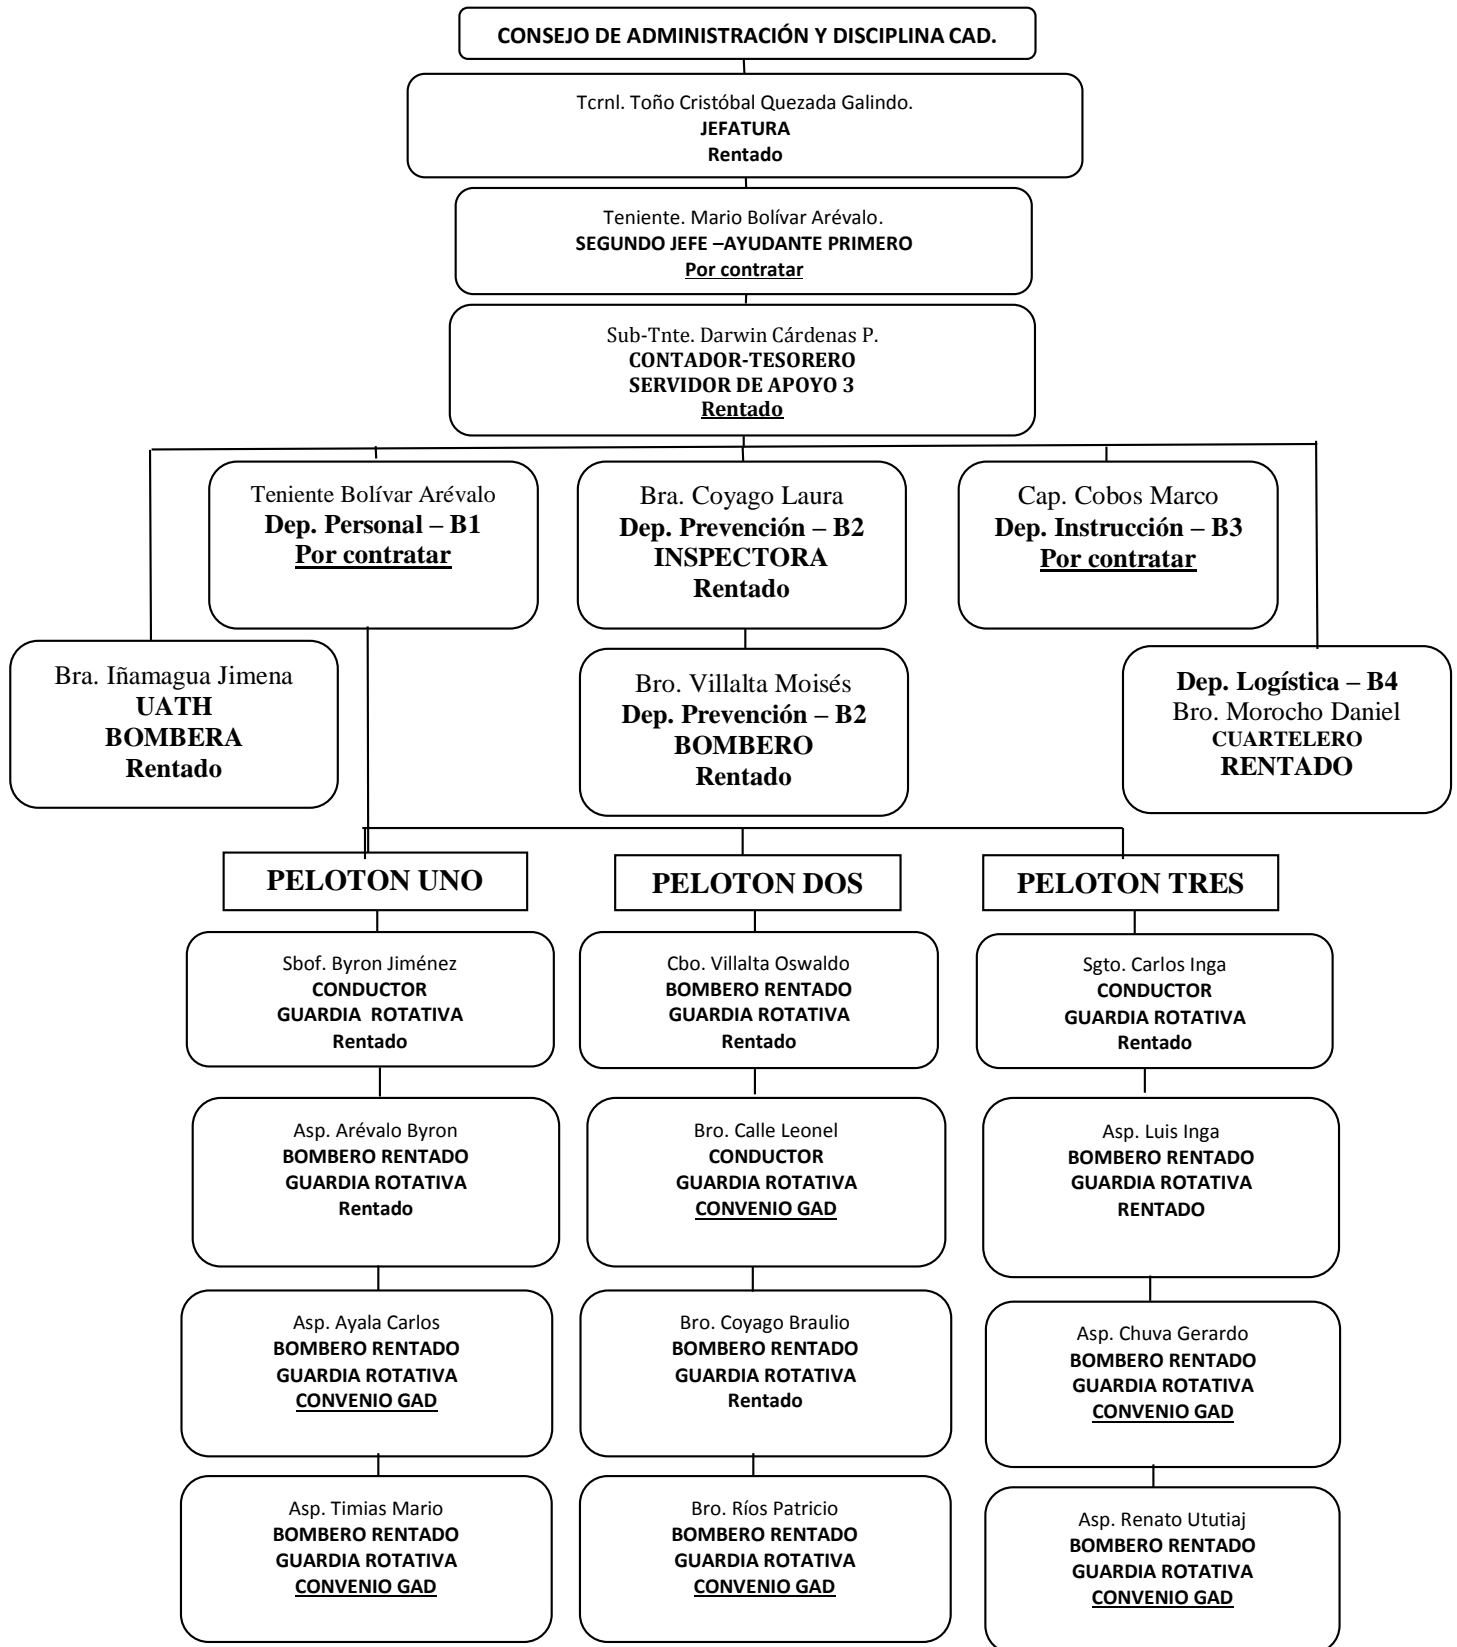 CONSEJO DE ADMINISTRACIÓN Y DISCIPLINA CAD.
Tcrnl. Toño Cristóbal Quezada Galindo.
JEFATURA
Rentado
Teniente. Mario Bolívar Arévalo.
SEGUNDO JEFE –AYUDANTE PRIMERO
Por contratar
Sub-Tnte. Darwin Cárdenas P.
CONTADOR-TESORERO
SERVIDOR DE APOYO 3
Rentado
Teniente Bolívar Arévalo
Dep. Personal – B1
Por contratar
Bra. Coyago Laura
Dep. Prevención – B2
INSPECTORA
Rentado
Cap. Cobos Marco
Dep. Instrucción – B3
Por contratar
Bra. Iñamagua Jimena
UATH
BOMBERA
Rentado
Bro. Villalta Moisés
Dep. Prevención – B2
BOMBERO
Rentado
Dep. Logística – B4
Bro. Morocho Daniel
CUARTELERO
RENTADO
PELOTON UNO
PELOTON DOS
PELOTON TRES
Sbof. Byron Jiménez
CONDUCTOR
GUARDIA  ROTATIVA
Rentado
Cbo. Villalta Oswaldo
BOMBERO RENTADO
GUARDIA ROTATIVA
Rentado
Sgto. Carlos Inga
CONDUCTOR
GUARDIA ROTATIVA
Rentado
Asp. Arévalo Byron
BOMBERO RENTADO
GUARDIA ROTATIVA
Rentado
Bro. Calle Leonel
CONDUCTOR
GUARDIA ROTATIVA
CONVENIO GAD
Asp. Luis Inga
BOMBERO RENTADO
GUARDIA ROTATIVA
RENTADO
Asp. Ayala Carlos
BOMBERO RENTADO
GUARDIA ROTATIVA
CONVENIO GAD
Bro. Coyago Braulio
BOMBERO RENTADO
GUARDIA ROTATIVA
Rentado
Asp. Chuva Gerardo
BOMBERO RENTADO
GUARDIA ROTATIVA
CONVENIO GAD
Asp. Timias Mario
BOMBERO RENTADO
GUARDIA ROTATIVA
CONVENIO GAD
Bro. Ríos Patricio
BOMBERO RENTADO
GUARDIA ROTATIVA
CONVENIO GAD
Asp. Renato Ututiaj
BOMBERO RENTADO
GUARDIA ROTATIVA
CONVENIO GAD